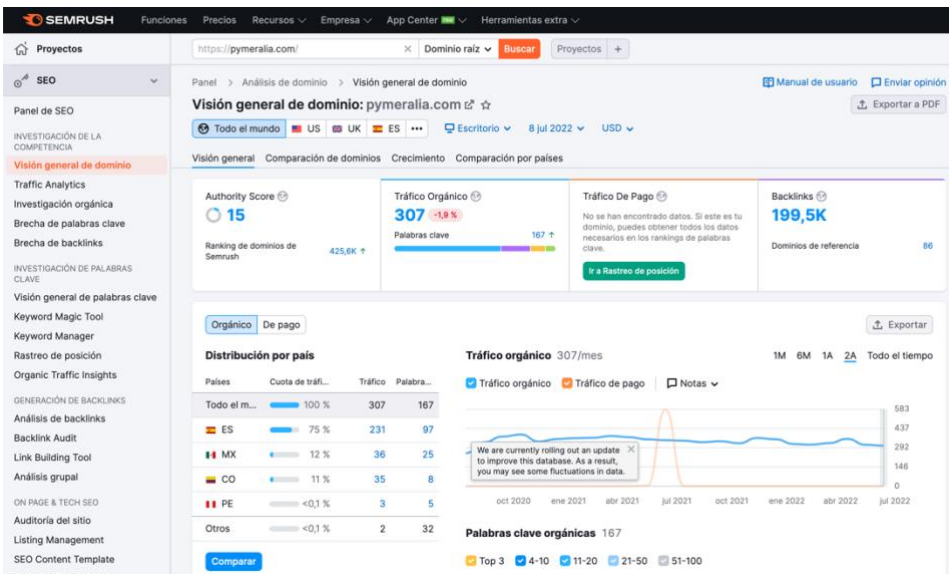 SEMRUSH Funciones Precios Recursos Empresa App Center Herramientas extra
Proyectos
https://pymeralia.com/ × Dominio raíz Buscar Proyectos +
SEO
Panel > Análisis de dominio > Visión general de dominio
Manual de usuario Enviar opinión
Panel de SEO
Visión general de dominio: pymeralia.com
Exportar a PDF
INVESTIGACIÓN DE LA
COMPETENCIA
Todo el mundo US UK ES ••• Escritorio 8 jul 2022 USD
Visión general de dominio
Visión general Comparación de dominios Crecimiento Comparación por países
Traffic Analytics
Investigación orgánica
Brecha de palabras clave
Brecha de backlinks
INVESTIGACIÓN DE PALABRAS
CLAVE
Visión general de palabras clave
Keyword Magic Tool
Keyword Manager
Rastreo de posición
Organic Traffic Insights
GENERACIÓN DE BACKLINKS
Análisis de backlinks
Backlink Audit
Link Building Tool
Análisis grupal
ON PAGE & TECH SEO
Auditoría del sitio
Listing Management
SEO Content Template
Authority Score
15
Ranking de dominios de
Semrush
425,6K ↑
Tráfico Orgánico
307 -1,9 %
Palabras clave 167 ↑
Tráfico De Pago
No se han encontrado datos. Si este es tu
dominio, puedes obtener todos los datos
necesarios en los rankings de palabras
clave.
Ir a Rastreo de posición
Backlinks
199,5K
Dominios de referencia 86
Orgánico De pago
Exportar
Distribución por país
Países Cuota de tráfi... Tráfico Palabra...
Todo el m... 100 % 307 167
ES 75 % 231 97
MX 12 % 36 25
CO 11 % 35 8
PE <0,1 % 3 5
Otros <0,1 % 2 32
Comparar
Tráfico orgánico 307/mes
1M 6M 1A 2A Todo el tiempo
Tráfico orgánico Tráfico de pago Notas
583
437
292
146
0
We are currently rolling out an update ×
to improve this database. As a result,
you may see some fluctuations in data.
oct 2020 ene 2021 abr 2021 jul 2021 oct 2021 ene 2022 abr 2022 jul 2022
Palabras clave orgánicas 167
Top 3 4-10 11-20 21-50 51-100